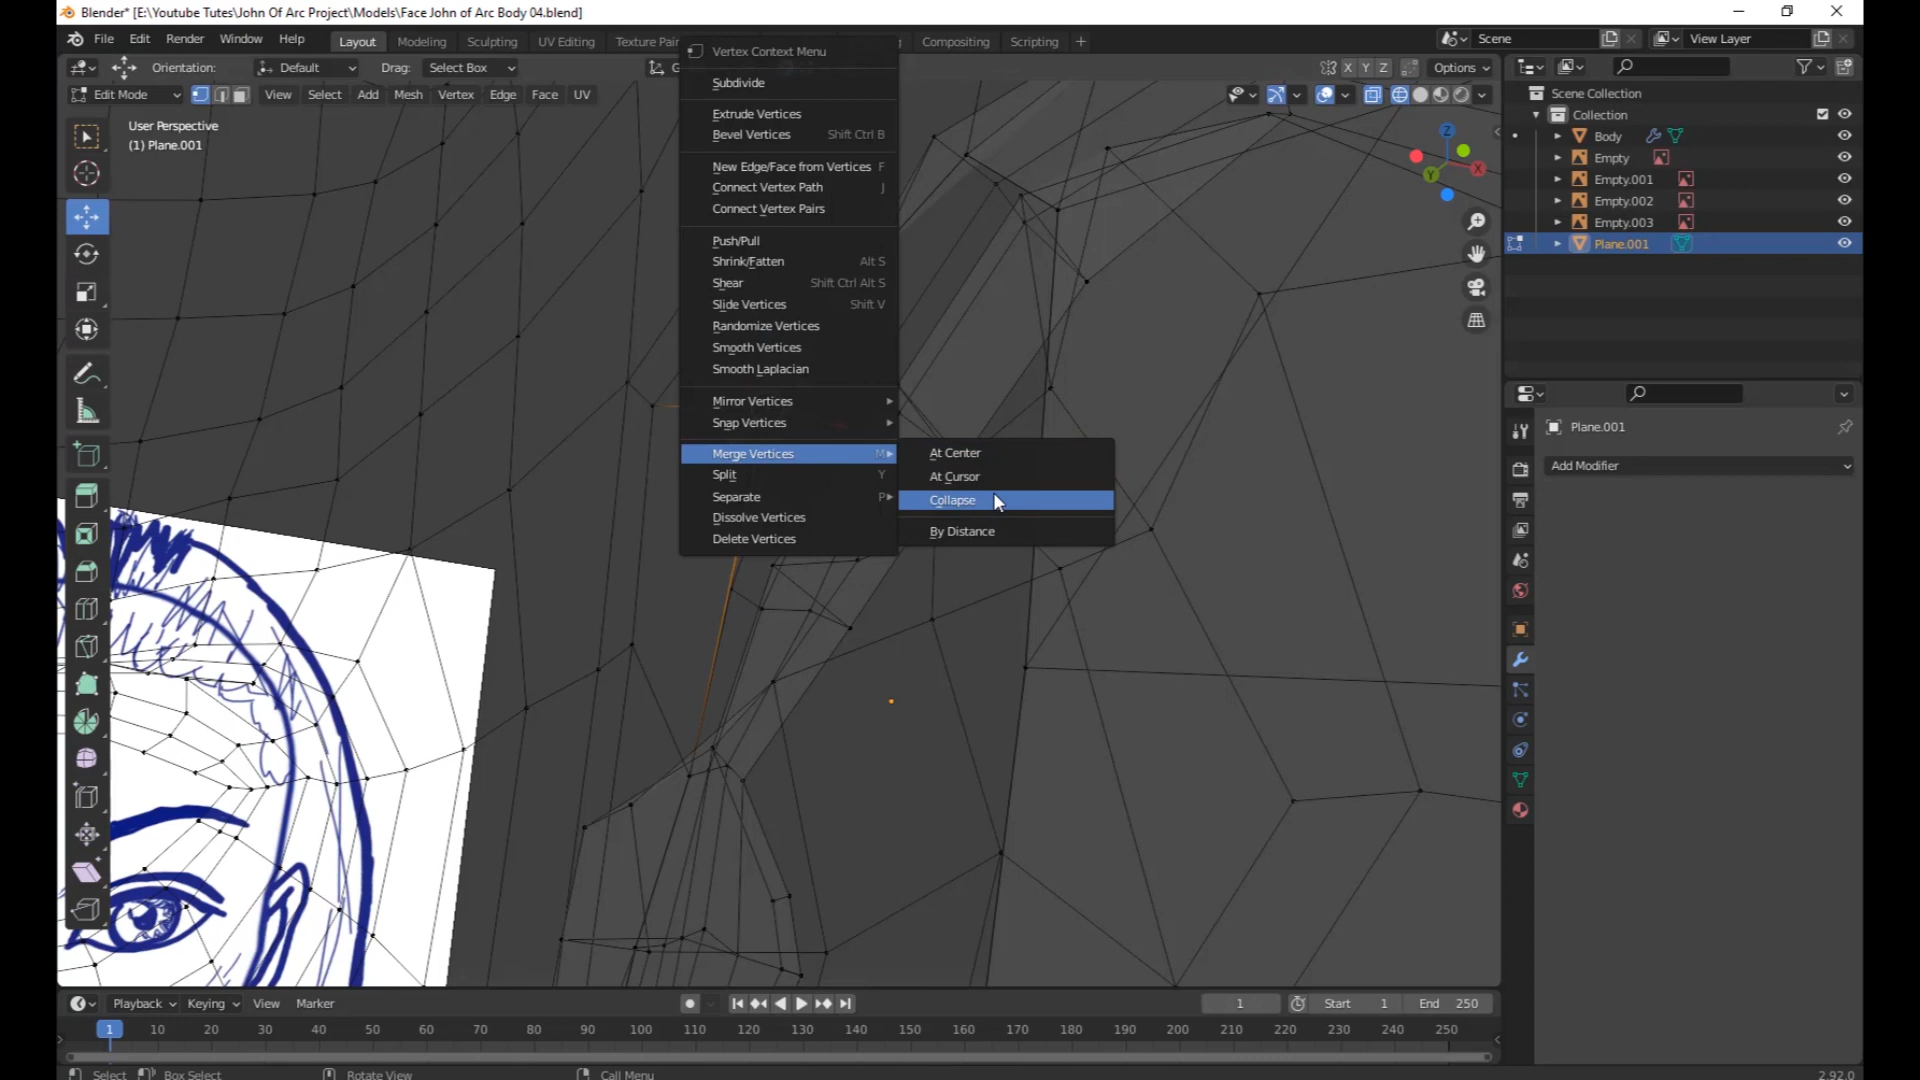 Blender* [E:\Youtube Tutes\John Of Arc Project\Models\Face John of Arc Body 04.blend]
File Edit Render Window Help Layout Modeling Sculpting UV Editing Texture Pain Compositing Scripting + Scene View Layer
Orientation: Default Drag: Select Box X Y Z Options
Edit Mode View Select Add Mesh Vertex Edge Face UV
User Perspective
(1) Plane.001
Vertex Context Menu
Subdivide
Extrude Vertices
Bevel Vertices Shift Ctrl B
New Edge/Face from Vertices F
Connect Vertex Path J
Connect Vertex Pairs
Push/Pull
Shrink/Fatten Alt S
Shear Shift Ctrl Alt S
Slide Vertices Shift V
Randomize Vertices
Smooth Vertices
Smooth Laplacian
Mirror Vertices
Snap Vertices
Merge Vertices M
Split Y
Separate P
Dissolve Vertices
Delete Vertices
At Center
At Cursor
Collapse
By Distance
Z
X
Y
Scene Collection
Collection
Body
Empty
Empty.001
Empty.002
Empty.003
Plane.001
Plane.001
Add Modifier
Playback Keying View Marker 1 Start 1 End 250
1 10 20 30 40 50 60 70 80 90 100 110 120 130 140 150 160 170 180 190 200 210 220 230 240 250
Select Box Select Rotate View Call Menu 2.92.0